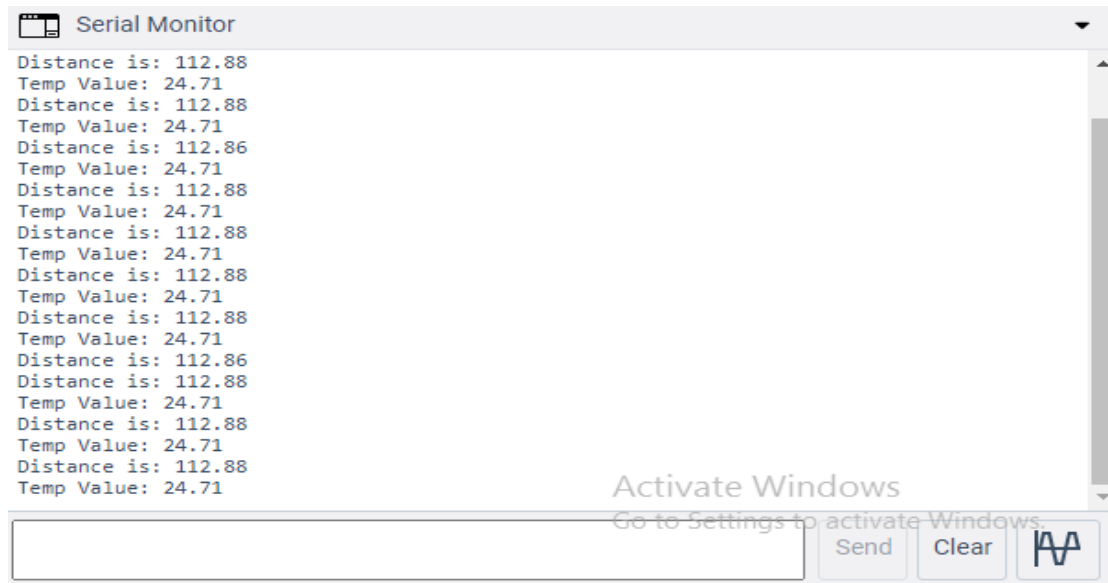 Serial Monitor
Distance is: 112.88
Temp Value: 24.71
Distance is: 112.88
Temp Value: 24.71
Distance is: 112.86
Temp Value: 24.71
Distance is: 112.88
Temp Value: 24.71
Distance is: 112.88
Temp Value: 24.71
Distance is: 112.88
Temp Value: 24.71
Distance is: 112.88
Temp Value: 24.71
Distance is: 112.86
Distance is: 112.88
Temp Value: 24.71
Distance is: 112.88
Temp Value: 24.71
Distance is: 112.88
Temp Value: 24.71
Activate Windows
Go to Settings to activate Windows.
Send
Clear